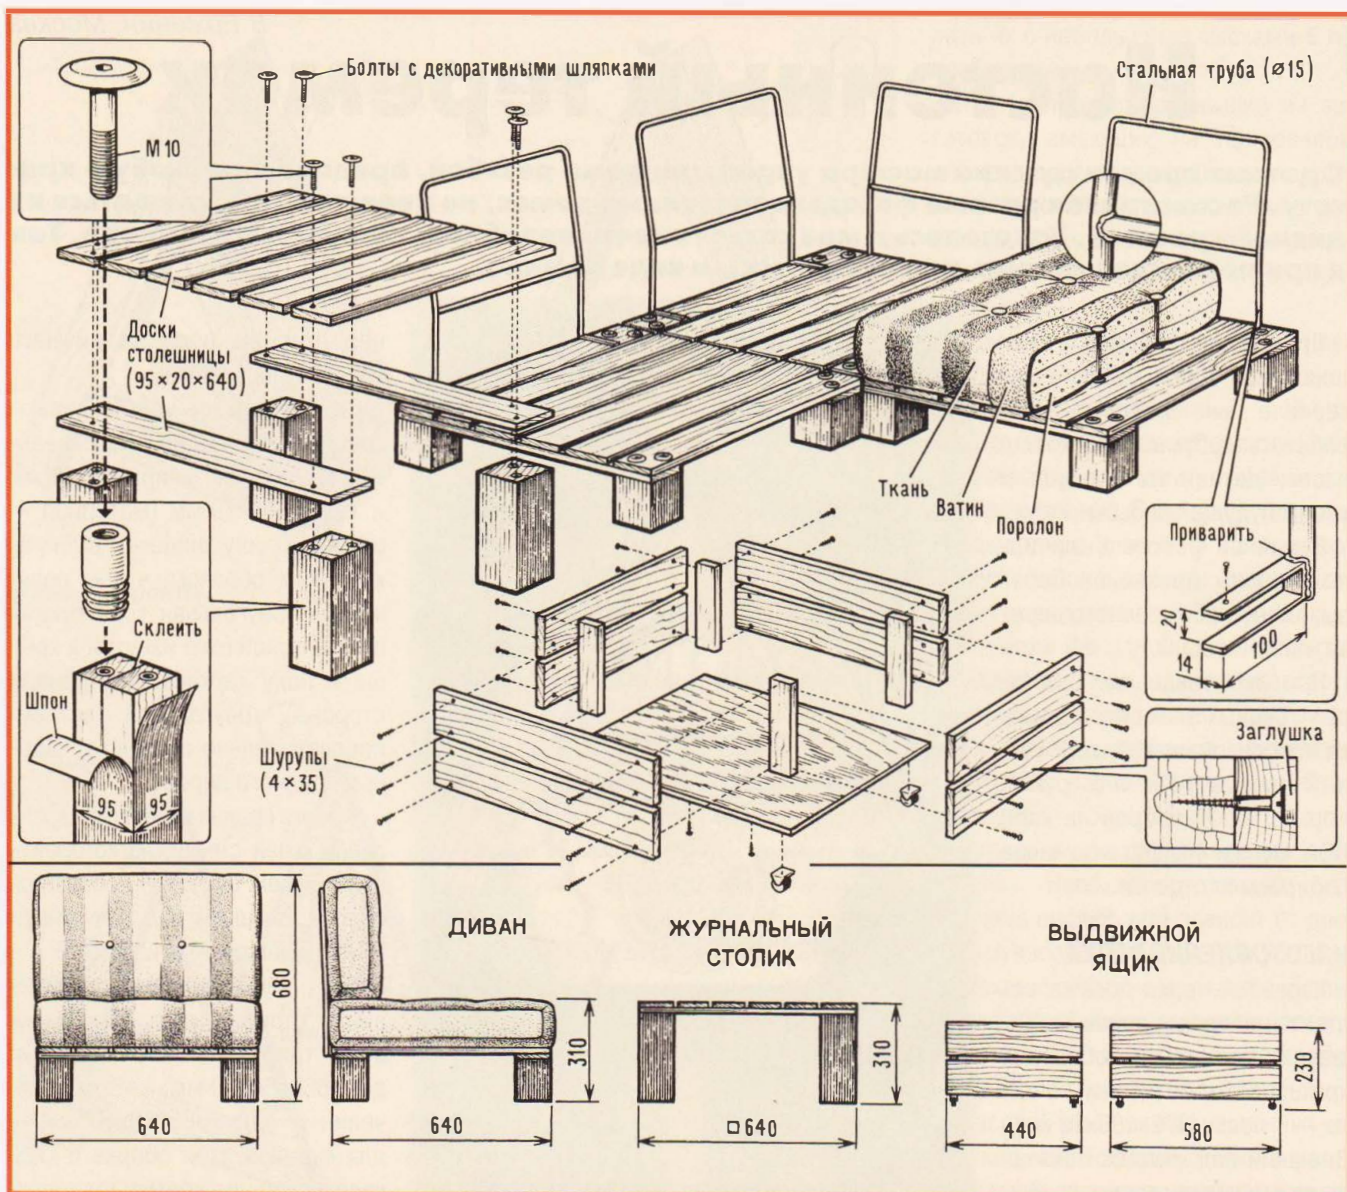 Болты с декоративными шляпками
Стальная труба (⌀15)
М 10
Доски
столешницы
(95×20×640)
Ткань
Ватин
Поролон
Приварить
20
100
14
Склеить
Шпон
95
95
Шурупы
(4×35)
Заглушка
ДИВАН
ЖУРНАЛЬНЫЙ
СТОЛИК
ВЫДВИЖНОЙ
ЯЩИК
680
310
310
230
640
640
□640
440
580